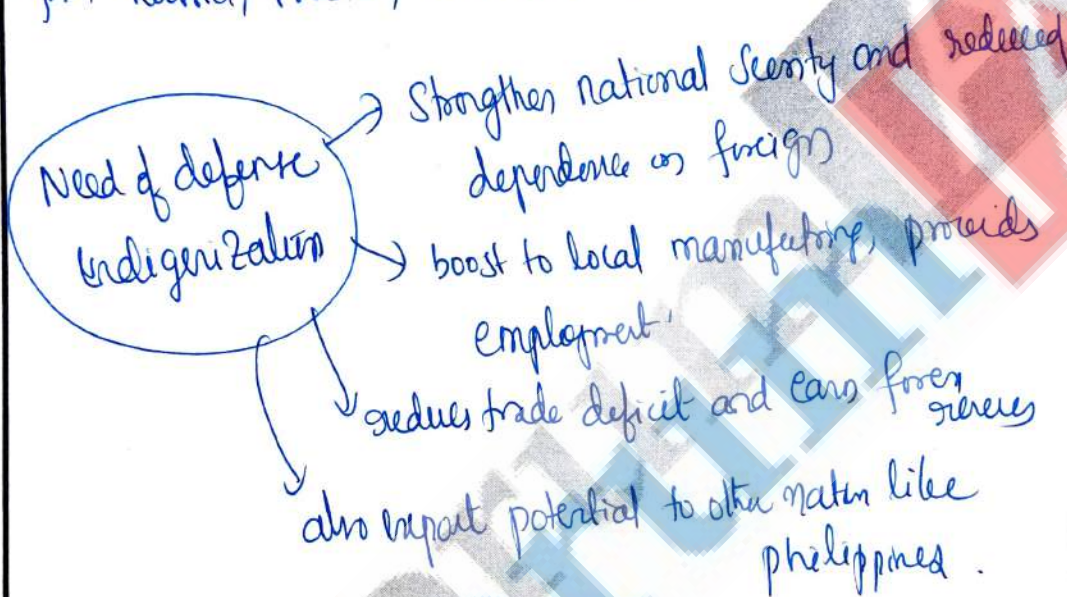 Need of defense
indigenization
→ Strengthen national security and reduced
dependence on foreign
→ boost to local manufacturing, provides
employment
reduces trade deficit and earns forex
reserves
also export potential to other nation like
philippines.